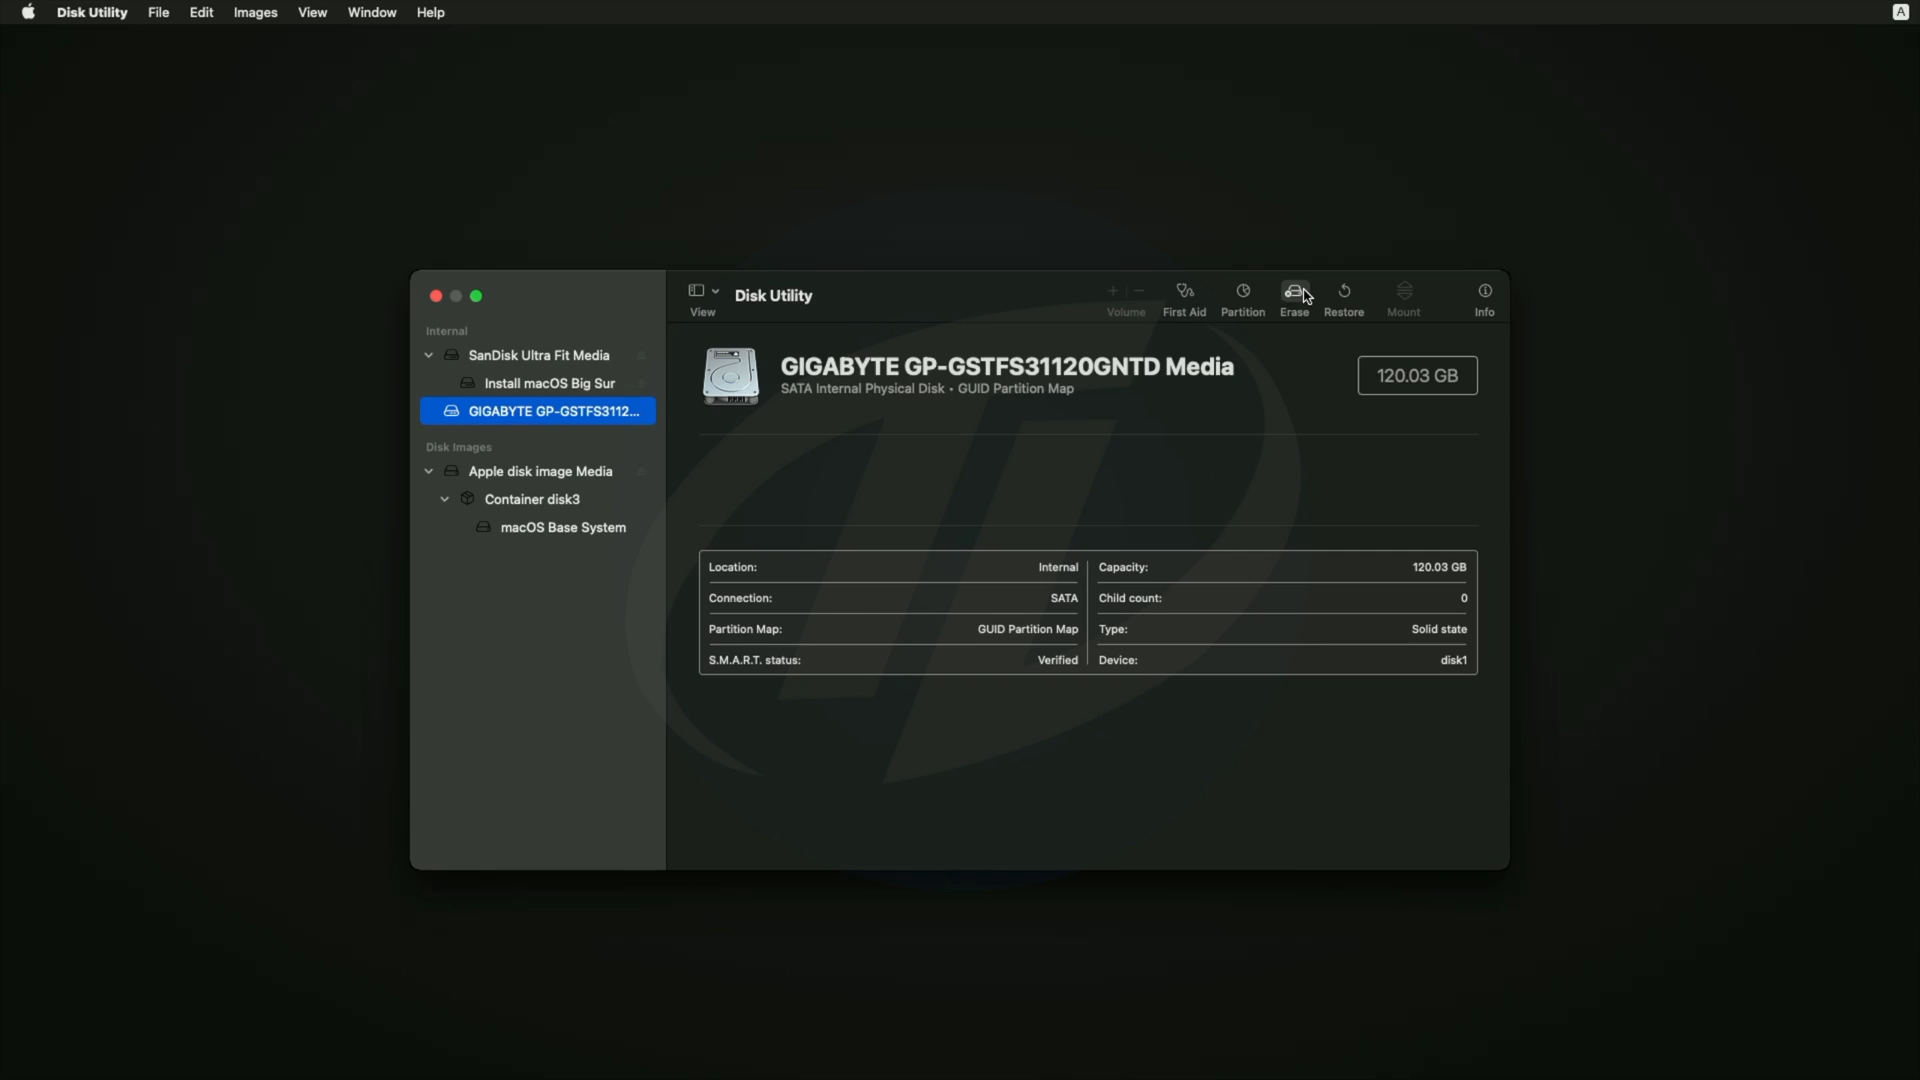 Disk Utility File Edit Images View Window Help A
Disk Utility
View
Volume First Aid Partition Erase Restore Mount Info
Internal
SanDisk Ultra Fit Media
Install macOS Big Sur
GIGABYTE GP-GSTFS3112...
Disk Images
Apple disk image Media
Container disk3
macOS Base System
GIGABYTE GP-GSTFS31120GNTD Media
SATA Internal Physical Disk • GUID Partition Map
120.03 GB
Location: Internal Capacity: 120.03 GB
Connection: SATA Child count: 0
Partition Map: GUID Partition Map Type: Solid state
S.M.A.R.T. status: Verified Device: disk1